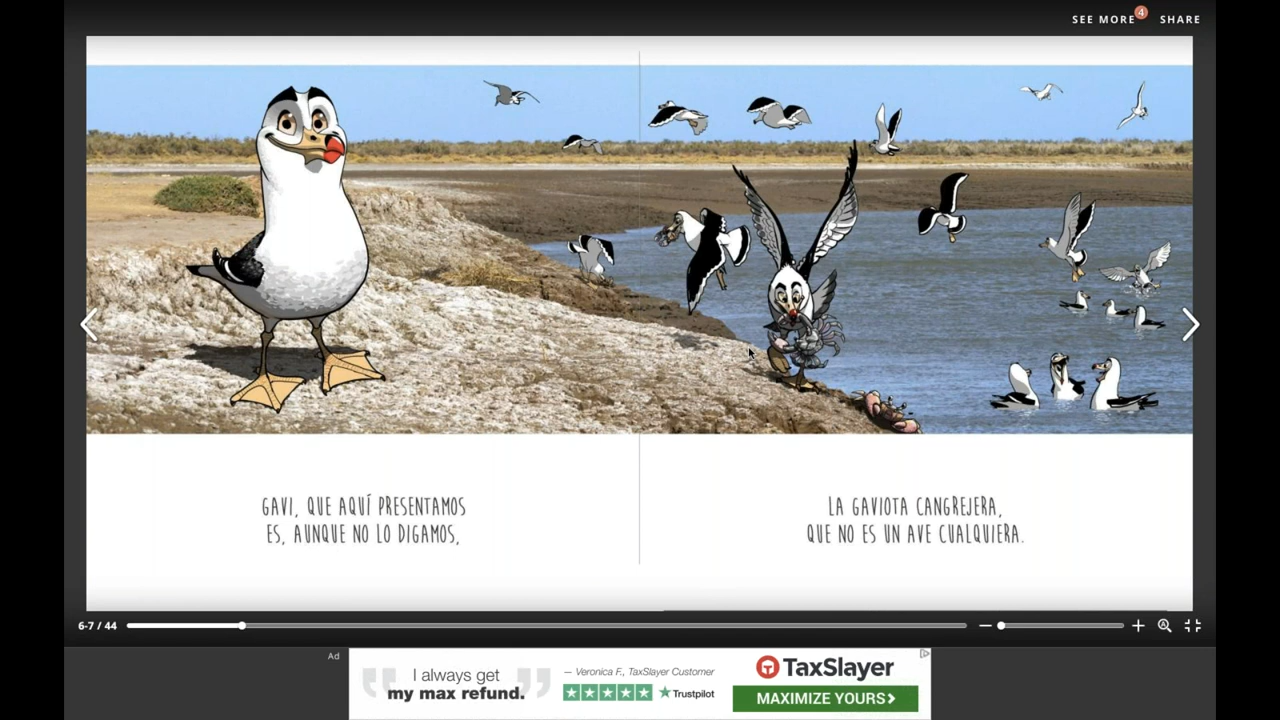 SEE MORE 4 SHARE
GAVI, QUE AQUÍ PRESENTAMOS
ES, AUNQUE NO LO DIGAMOS,
LA GAVIOTA CANGREJERA,
QUE NO ES UN AVE CUALQUIERA.
6-7 / 44
Ad
I always get
my max refund.
— Veronica F., TaxSlayer Customer
Trustpilot
TaxSlayer
MAXIMIZE YOURS